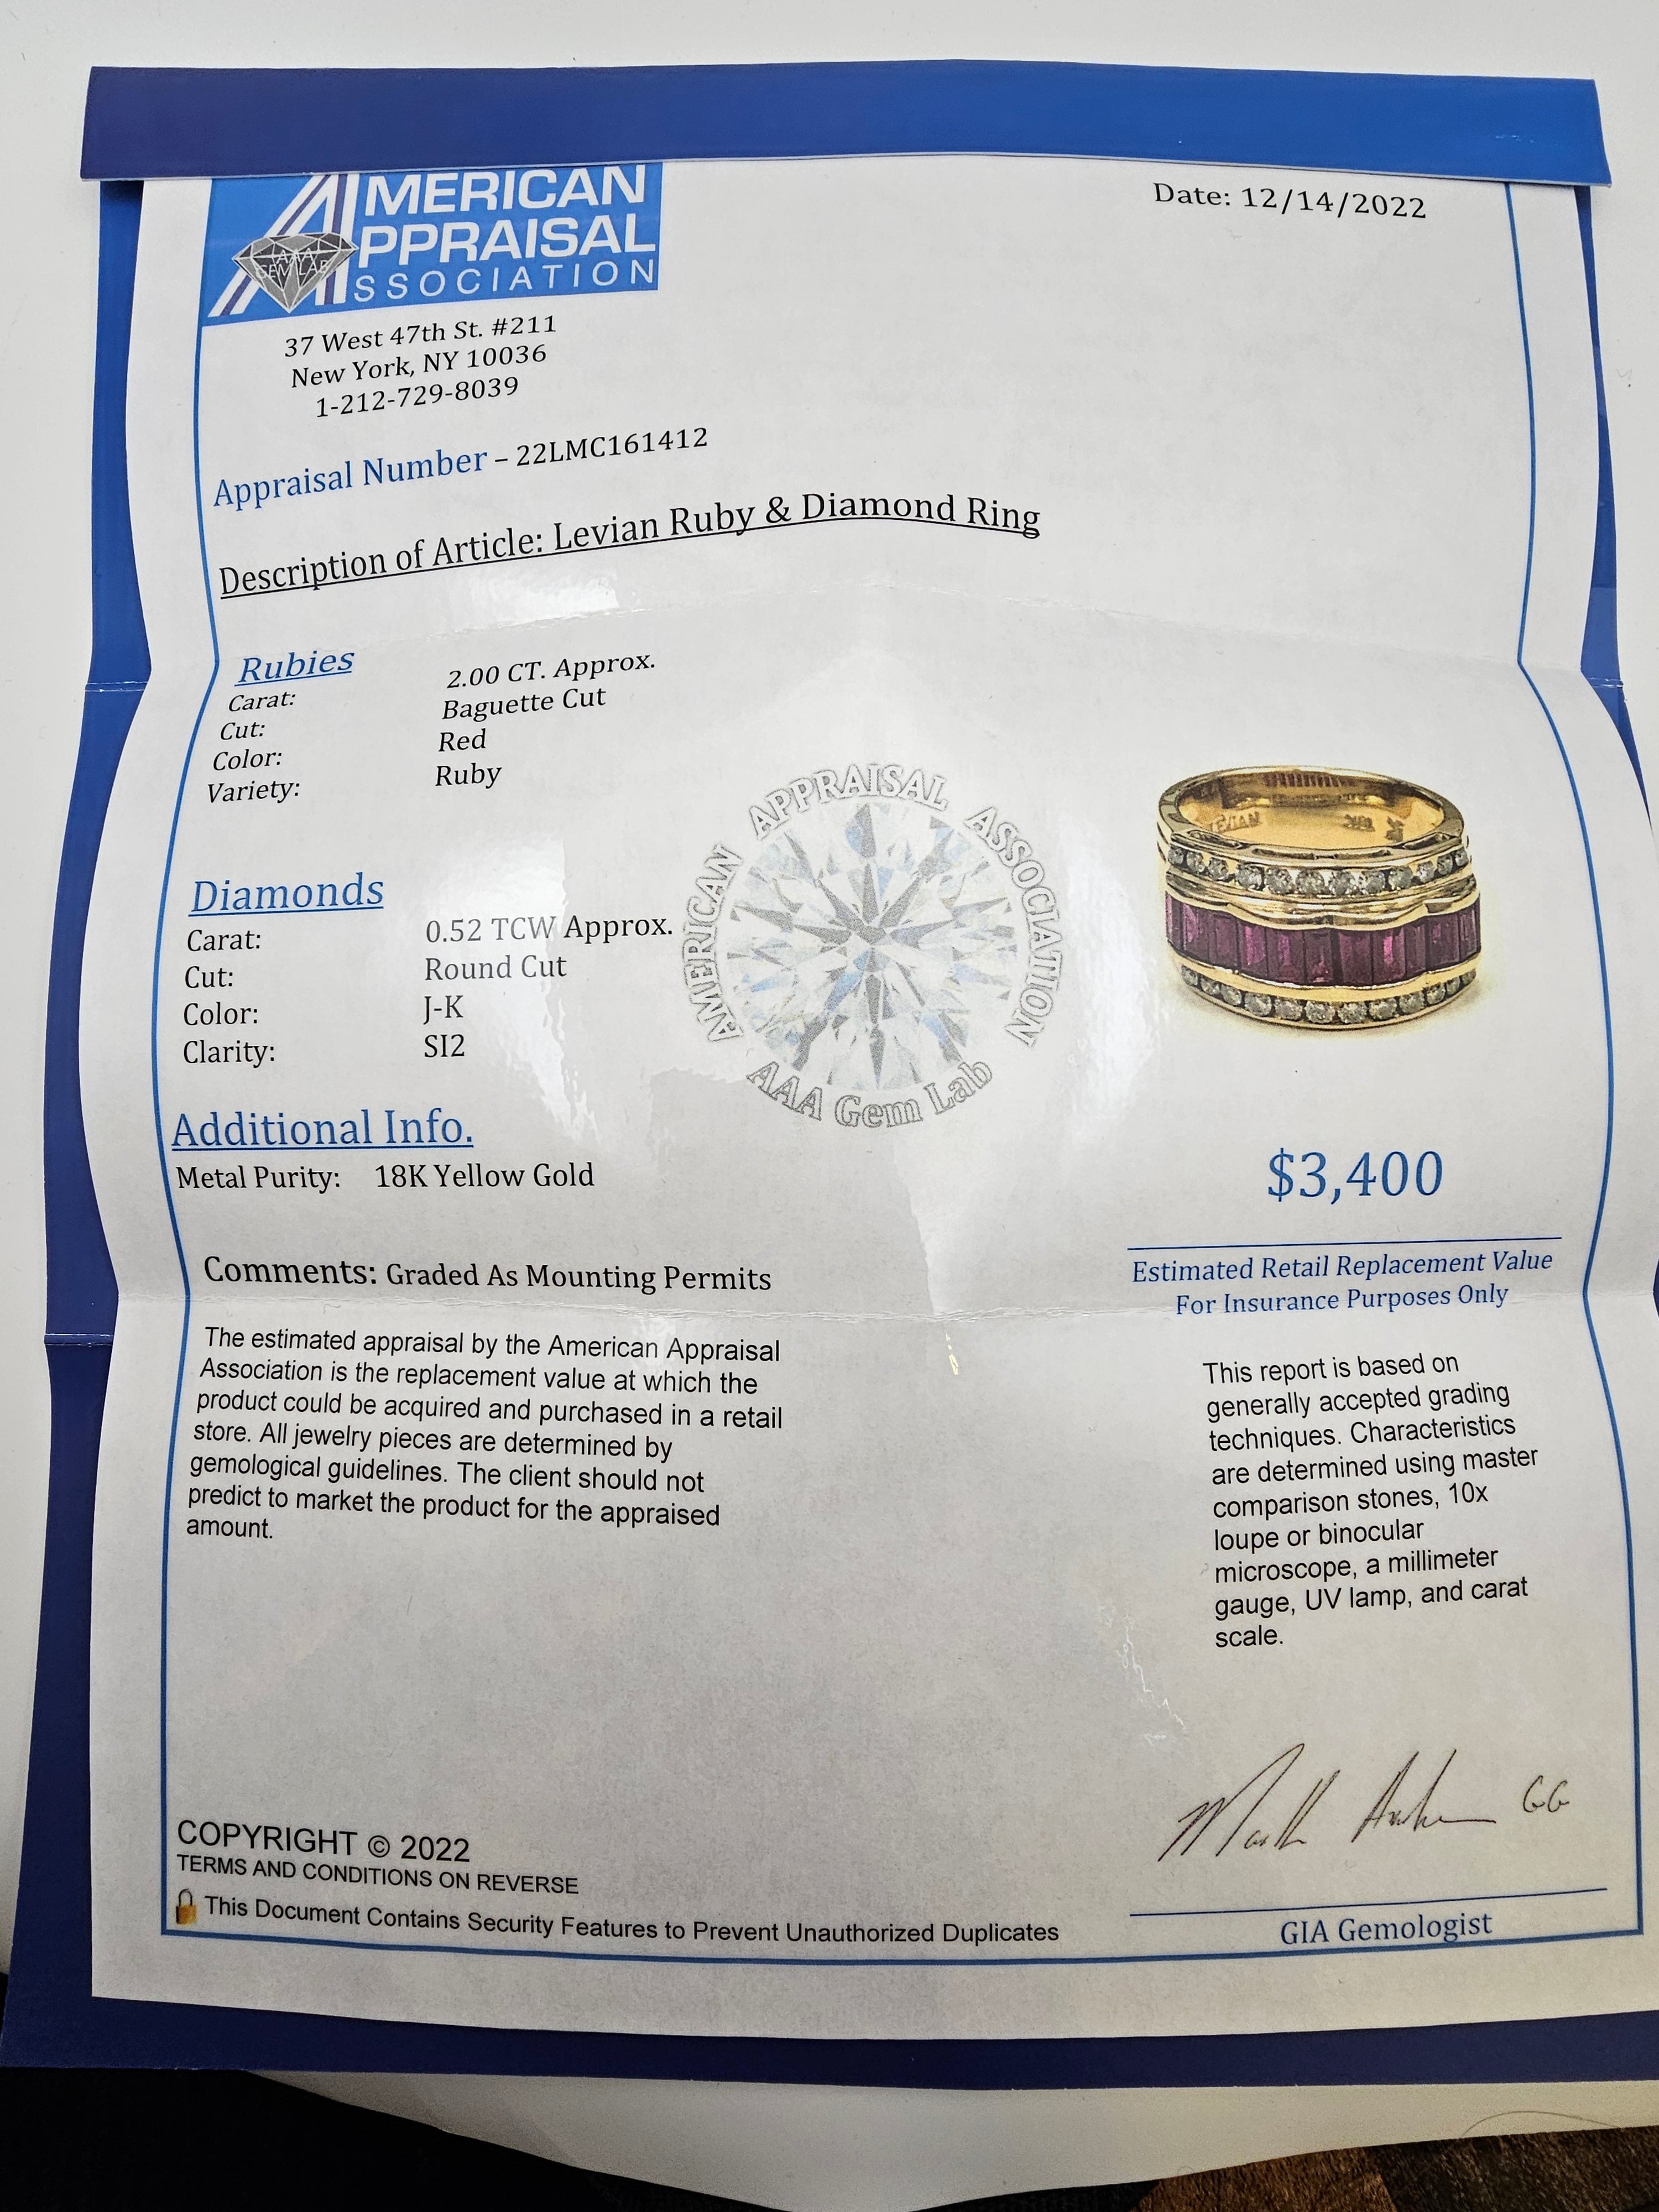 AMERICAN
APPRAISAL
ASSOCIATION
AAA
GEM LAB
Date: 12/14/2022
37 West 47th St. #211
New York, NY 10036
1-212-729-8039
Appraisal Number – 22LMC161412
Description of Article: Levian Ruby & Diamond Ring
Rubies
Carat: 2.00 CT. Approx.
Cut: Baguette Cut
Color: Red
Variety: Ruby
Diamonds
Carat: 0.52 TCW Approx.
Cut: Round Cut
Color: J-K
Clarity: SI2
AMERICAN APPRAISAL ASSOCIATION
AAA Gem Lab
Additional Info.
Metal Purity: 18K Yellow Gold
$3,400
Estimated Retail Replacement Value
For Insurance Purposes Only
Comments: Graded As Mounting Permits
The estimated appraisal by the American Appraisal
Association is the replacement value at which the
product could be acquired and purchased in a retail
store. All jewelry pieces are determined by
gemological guidelines. The client should not
predict to market the product for the appraised
amount.
This report is based on
generally accepted grading
techniques. Characteristics
are determined using master
comparison stones, 10x
loupe or binocular
microscope, a millimeter
gauge, UV lamp, and carat
scale.
GG
GIA Gemologist
COPYRIGHT © 2022
TERMS AND CONDITIONS ON REVERSE
This Document Contains Security Features to Prevent Unauthorized Duplicates